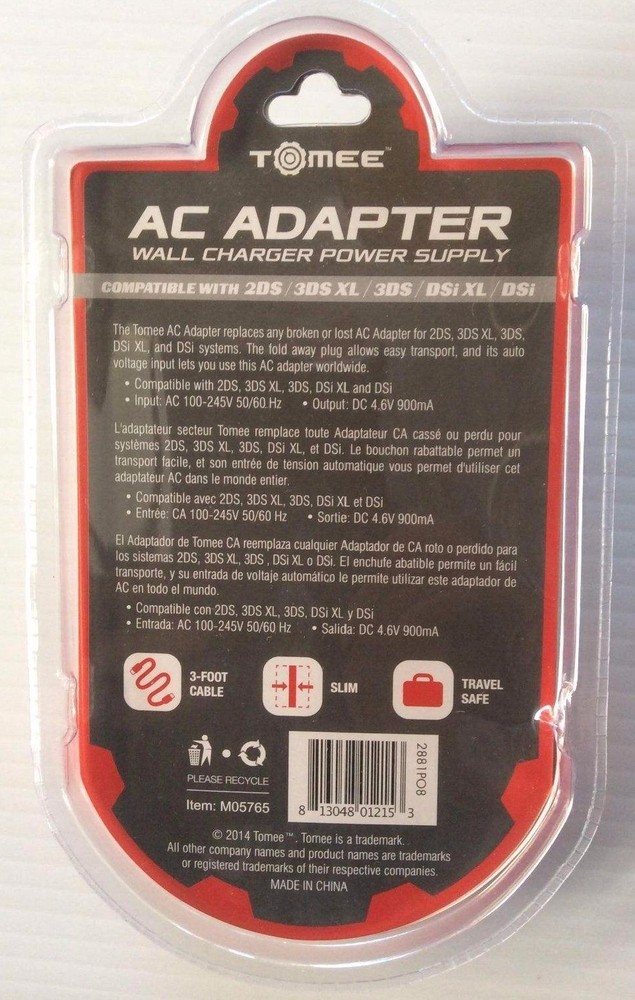 TOMEE™
AC ADAPTER
WALL CHARGER POWER SUPPLY
COMPATIBLE WITH 2DS / 3DS XL / 3DS / DSi XL / DSi
The Tomee AC Adapter replaces any broken or lost AC Adapter for 2DS, 3DS XL, 3DS,
DSi XL, and DSi systems. The fold away plug allows easy transport, and its auto
voltage input lets you use this AC adapter worldwide.
• Compatible with 2DS, 3DS XL, 3DS, DSi XL and DSi
• Input: AC 100-245V 50/60 Hz • Output: DC 4.6V 900mA
L'adaptateur secteur Tomee remplace toute Adaptateur CA cassé ou perdu pour
systèmes 2DS, 3DS XL, 3DS, DSi XL, et DSi. Le bouchon rabattable permet un
transport facile, et son entrée de tension automatique vous permet d'utiliser cet
adaptateur AC dans le monde entier.
• Compatible avec 2DS, 3DS XL, 3DS, DSi XL et DSi
• Entrée: CA 100-245V 50/60 Hz • Sortie: DC 4.6V 900mA
El Adaptador de Tomee CA reemplaza cualquier Adaptador de CA roto o perdido para
los sistemas 2DS, 3DS XL, 3DS , DSi XL o DSi. El enchufe abatible permite un fácil
transporte, y su entrada de voltaje automático le permite utilizar este adaptador de
AC en todo el mundo.
• Compatible con 2DS, 3DS XL, 3DS, DSi XL y DSi
• Entrada: AC 100-245V 50/60 Hz • Salida: DC 4.6V 900mA
3-FOOT
CABLE
SLIM
TRAVEL
SAFE
PLEASE RECYCLE
Item: M05765
8 13048 01215 3
2881PO8
© 2014 Tomee™. Tomee is a trademark.
All other company names and product names are trademarks
or registered trademarks of their respective companies.
MADE IN CHINA